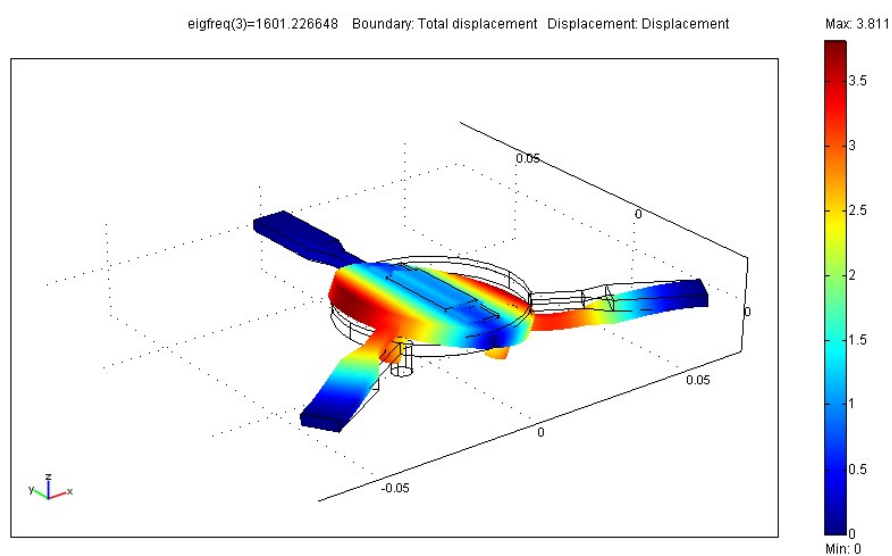 eigfreq(3)=1601.226648 Boundary: Total displacement Displacement: Displacement
Max: 3.811
3.5
3
2.5
2
1.5
1
0.5
0
Min: 0
0.05
0
0
0.05
0
-0.05
z
y
x